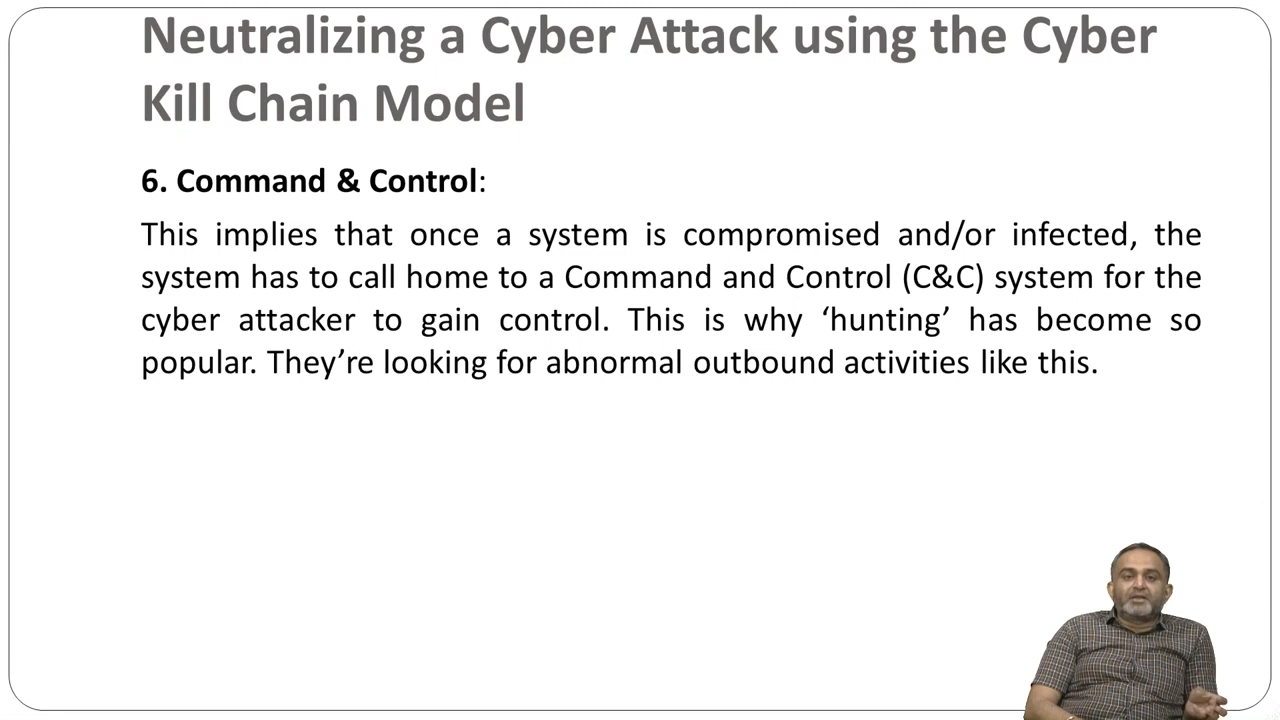 Neutralizing a Cyber Attack using the Cyber
Kill Chain Model
6. Command & Control:
This implies that once a system is compromised and/or infected, the
system has to call home to a Command and Control (C&C) system for the
cyber attacker to gain control. This is why ‘hunting’ has become so
popular. They’re looking for abnormal outbound activities like this.